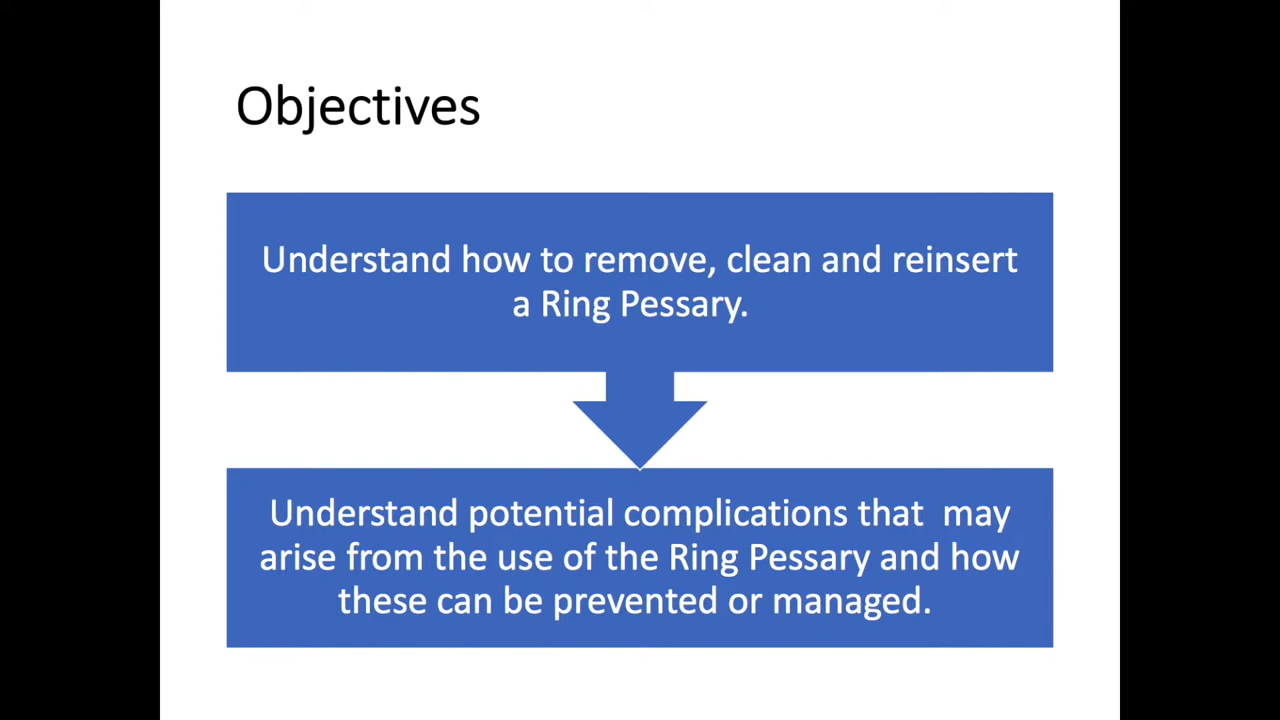 Objectives
Understand how to remove, clean and reinsert
a Ring Pessary.
Understand potential complications that  may
arise from the use of the Ring Pessary and how
these can be prevented or managed.